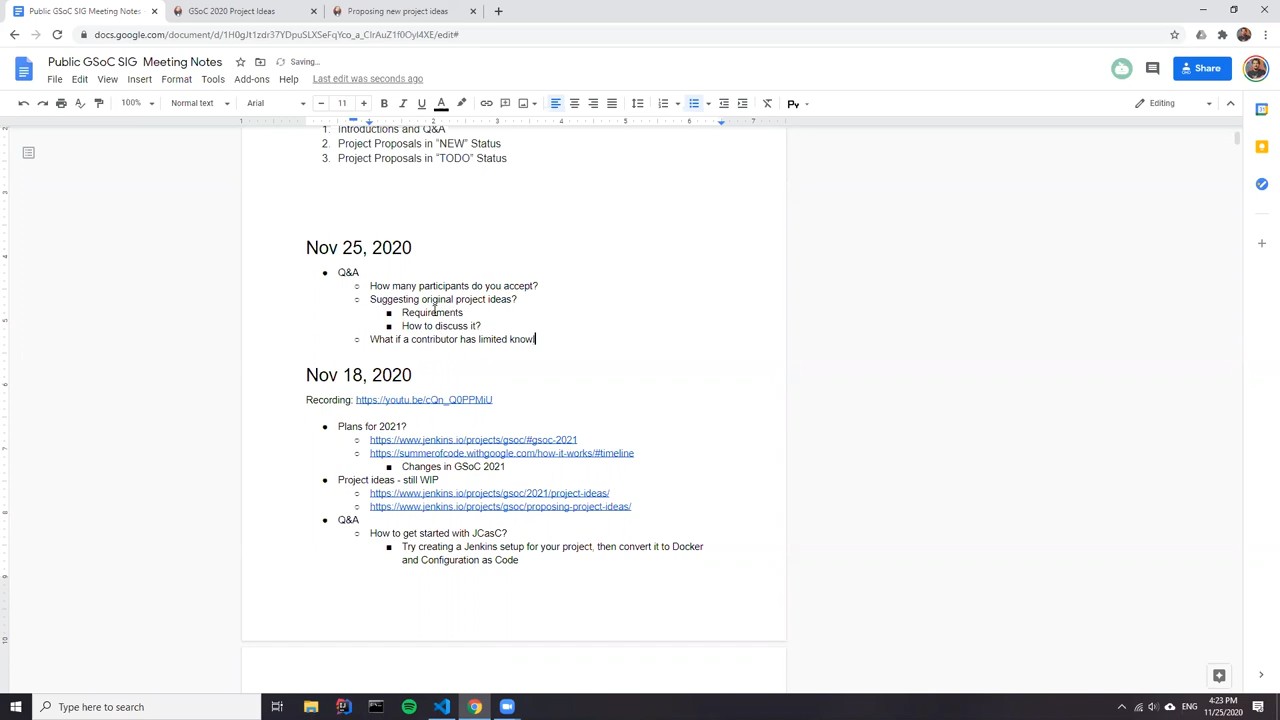 Public GSoC SIG Meeting Notes
GSoC 2020 Project Ideas
Proposing new project ideas
Public GSoC SIG Meeting Notes
Saving...
File Edit View Insert Format Tools Add-ons Help Last edit was seconds ago
Share
100% Normal text Arial 11 Editing
1. Introductions and Q&A
2. Project Proposals in "NEW" Status
3. Project Proposals in "TODO" Status
Nov 25, 2020
Q&A
How many participants do you accept?
Suggesting original project ideas?
Requirements
How to discuss it?
What if a contributor has limited knowl
Nov 18, 2020
Recording: https://youtu.be/cQn_Q0PPMiU
Plans for 2021?
https://www.jenkins.io/projects/gsoc/#gsoc-2021
https://summerofcode.withgoogle.com/how-it-works/#timeline
Changes in GSoC 2021
Project ideas - still WIP
https://www.jenkins.io/projects/gsoc/2021/project-ideas/
https://www.jenkins.io/projects/gsoc/proposing-project-ideas/
Q&A
How to get started with JCasC?
Try creating a Jenkins setup for your project, then convert it to Docker
and Configuration as Code
Type here to search
ENG
4:23 PM
11/25/2020